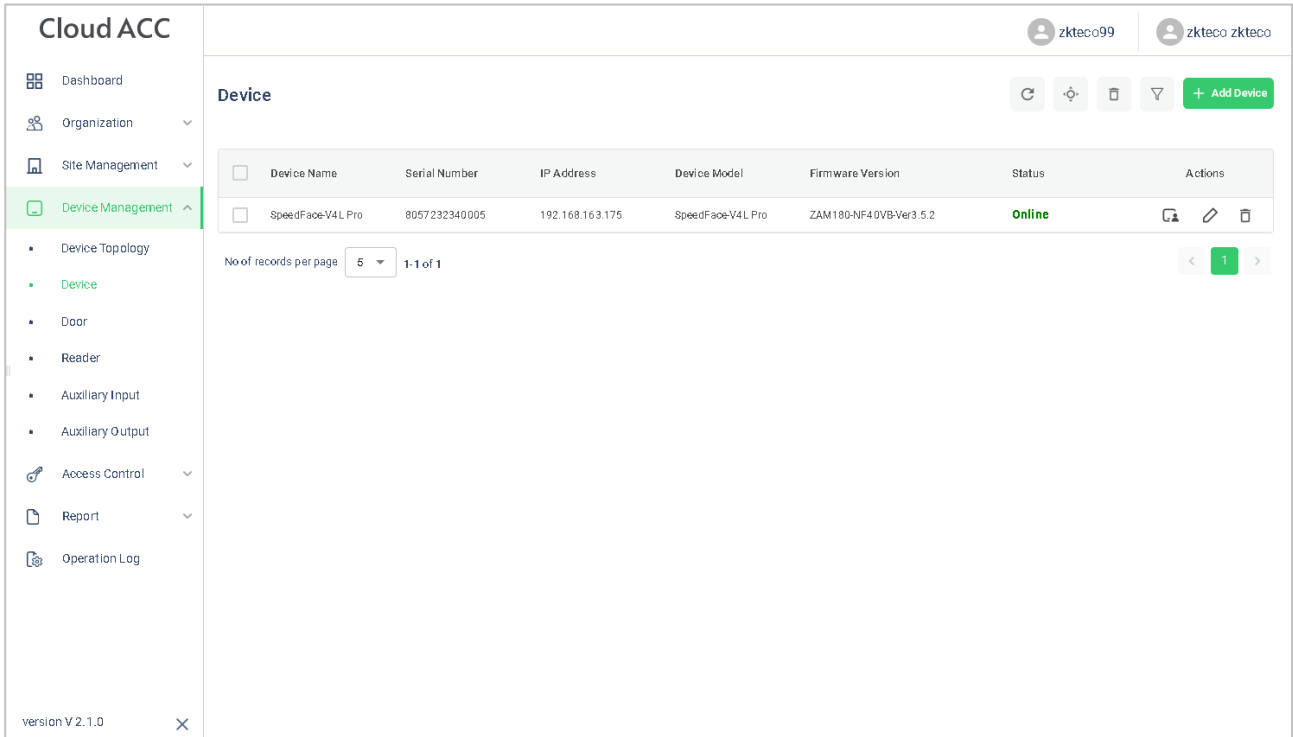 Cloud ACC
zkteco99
zkteco zkteco
Dashboard
Organization
Site Management
Device Management
Device Topology
Device
Door
Reader
Auxiliary Input
Auxiliary Output
Access Control
Report
Operation Log
version V 2.1.0
Device
+ Add Device
Device Name Serial Number IP Address Device Model Firmware Version Status Actions
SpeedFace-V4L Pro 8057232340005 192.168.163.175 SpeedFace-V4L Pro ZAM180-NF40VB-Ver3.5.2 Online
No of records per page 5 1-1 of 1
< 1 >